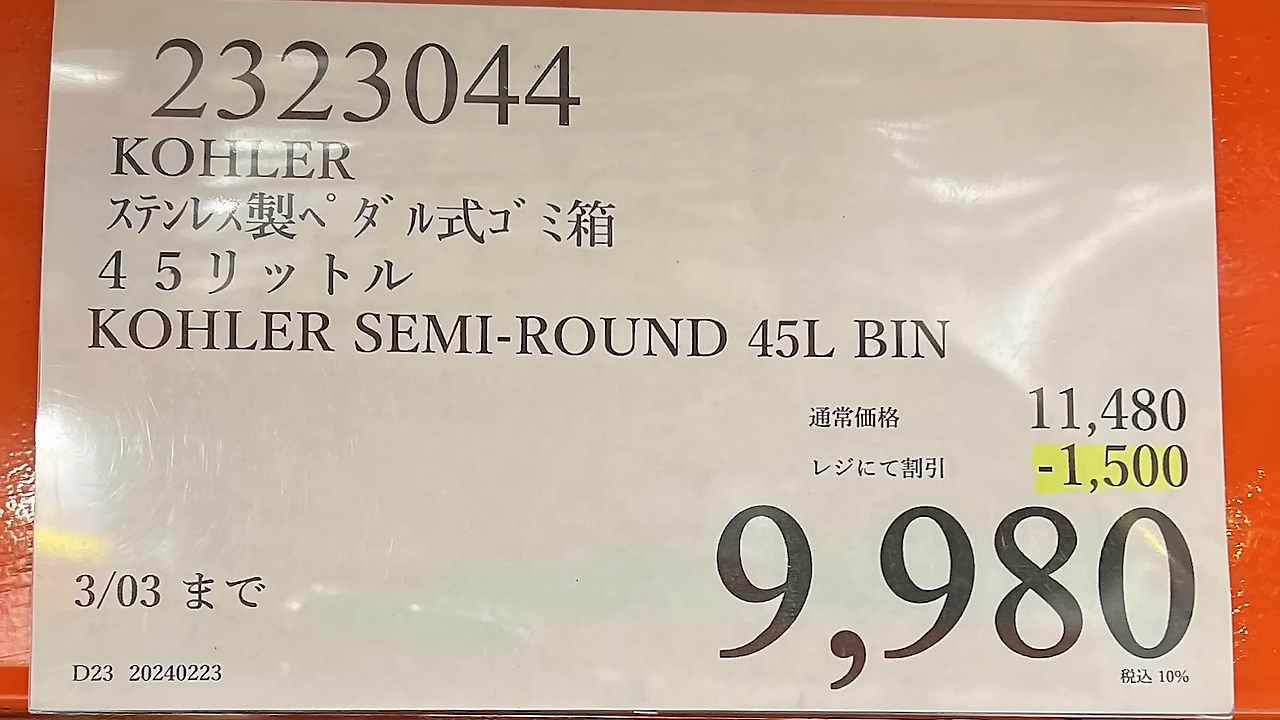 2323044
KOHLER
ステンレス製ペダル式ゴミ箱
４５リットル
KOHLER SEMI-ROUND 45L BIN
通常価格 11,480
レジにて割引 -1,500
9,980
3/03 まで
税込 10%
D23 20240223